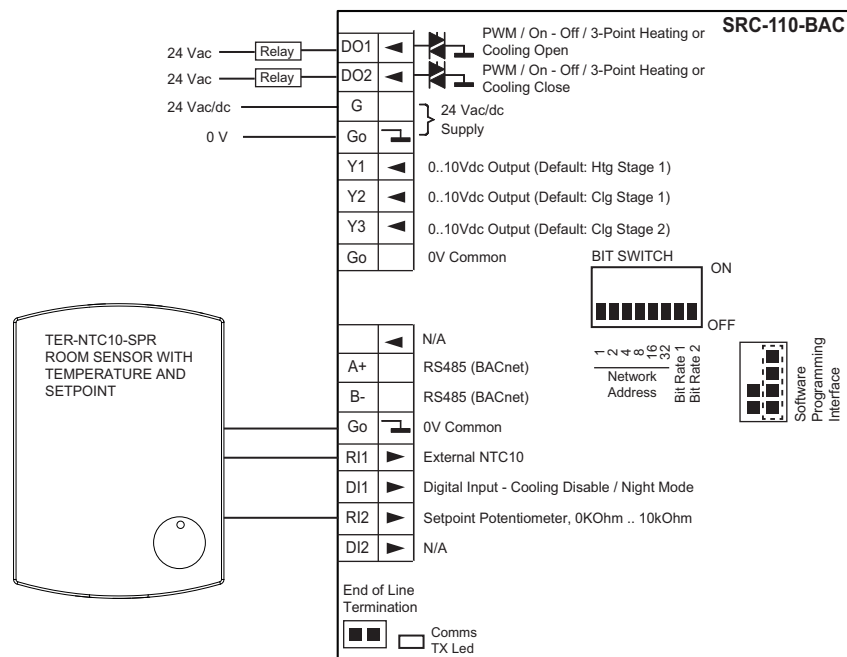 SRC-110-BAC
24 Vac
Relay
DO1
PWM / On - Off / 3-Point Heating or
Cooling Open
24 Vac
Relay
DO2
PWM / On - Off / 3-Point Heating or
Cooling Close
24 Vac/dc
G
24 Vac/dc
Supply
0 V
Go
Y1
0..10Vdc Output (Default: Htg Stage 1)
Y2
0..10Vdc Output (Default: Clg Stage 1)
Y3
0..10Vdc Output (Default: Clg Stage 2)
Go
0V Common
BIT SWITCH
ON
OFF
1
2
4
8
16
32
Network
Address
Bit Rate 1
Bit Rate 2
Software
Programming
Interface
TER-NTC10-SPR
ROOM SENSOR WITH
TEMPERATURE AND
SETPOINT
N/A
A+
RS485 (BACnet)
B-
RS485 (BACnet)
Go
0V Common
RI1
External NTC10
DI1
Digital Input - Cooling Disable / Night Mode
RI2
Setpoint Potentiometer, 0KOhm .. 10kOhm
DI2
N/A
End of Line
Termination
Comms
TX Led